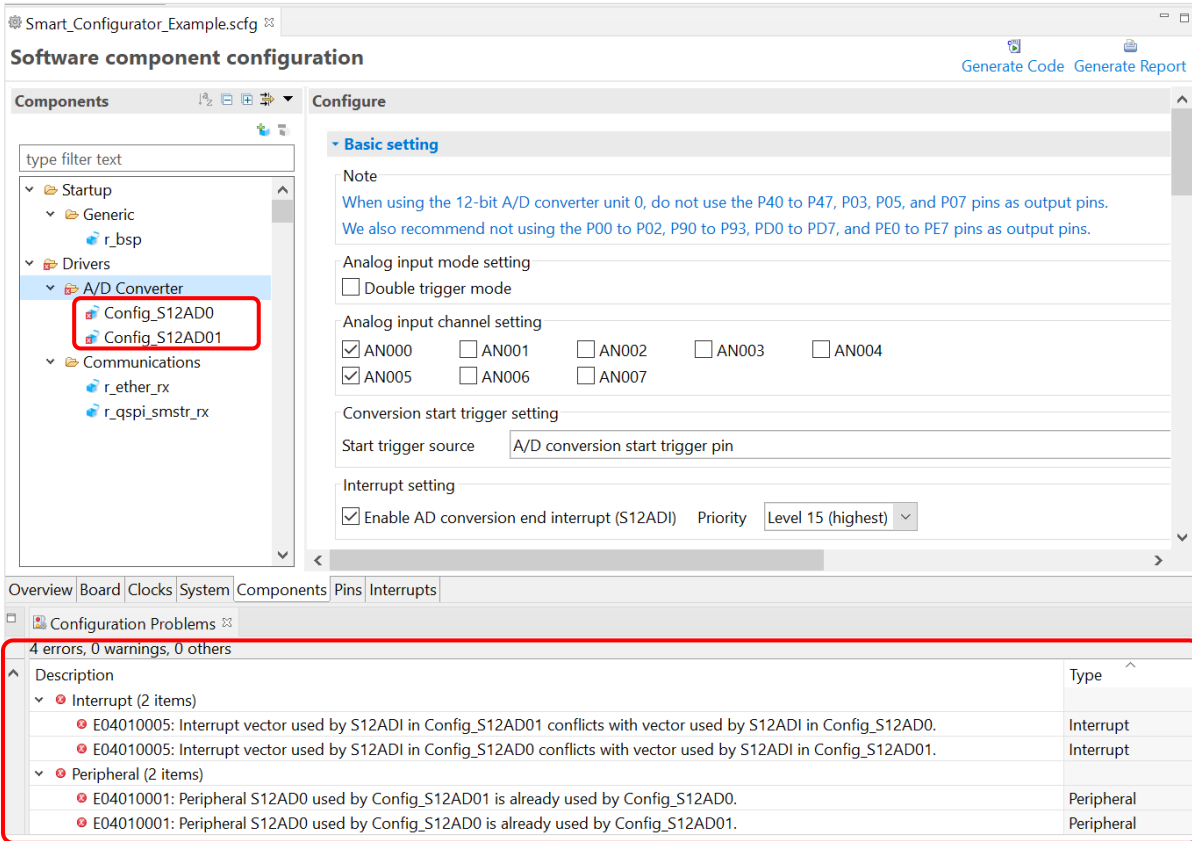 Smart_Configurator_Example.scfg
Software component configuration
Generate Code Generate Report
Components
Configure
type filter text
Startup
Generic
r_bsp
Drivers
A/D Converter
Config_S12AD0
Config_S12AD01
Communications
r_ether_rx
r_qspi_smstr_rx
Basic setting
Note
When using the 12-bit A/D converter unit 0, do not use the P40 to P47, P03, P05, and P07 pins as output pins.
We also recommend not using the P00 to P02, P90 to P93, PD0 to PD7, and PE0 to PE7 pins as output pins.
Analog input mode setting
Double trigger mode
Analog input channel setting
AN000 AN001 AN002 AN003 AN004
AN005 AN006 AN007
Conversion start trigger setting
Start trigger source A/D conversion start trigger pin
Interrupt setting
Enable AD conversion end interrupt (S12ADI) Priority Level 15 (highest)
Overview Board Clocks System Components Pins Interrupts
Configuration Problems
4 errors, 0 warnings, 0 others
Description Type
Interrupt (2 items)
E04010005: Interrupt vector used by S12ADI in Config_S12AD01 conflicts with vector used by S12ADI in Config_S12AD0. Interrupt
E04010005: Interrupt vector used by S12ADI in Config_S12AD0 conflicts with vector used by S12ADI in Config_S12AD01. Interrupt
Peripheral (2 items)
E04010001: Peripheral S12AD0 used by Config_S12AD01 is already used by Config_S12AD0. Peripheral
E04010001: Peripheral S12AD0 used by Config_S12AD0 is already used by Config_S12AD01. Peripheral